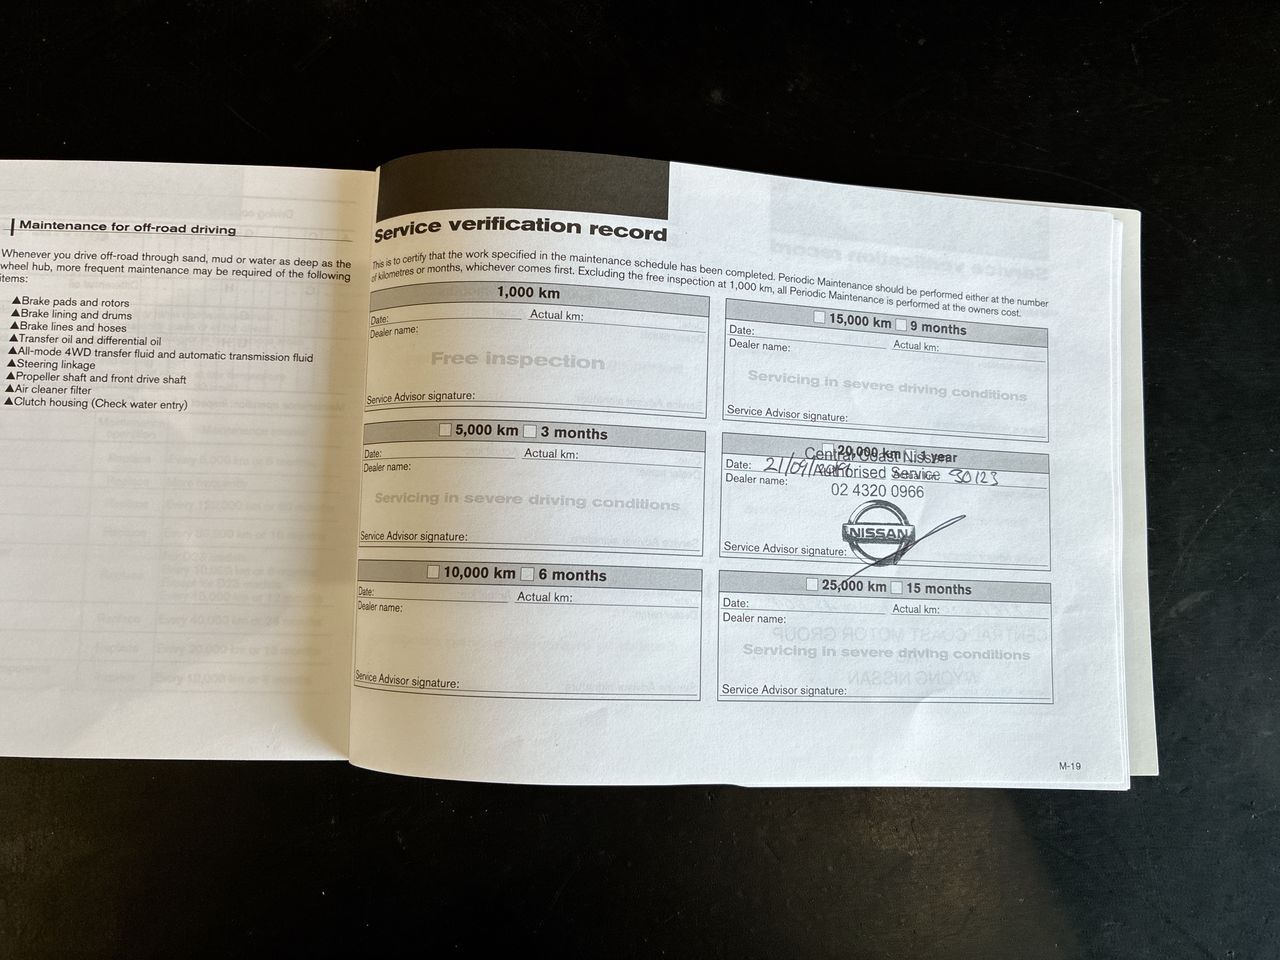 Maintenance for off-road driving
Whenever you drive off-road through sand, mud or water as deep as the
wheel hub, more frequent maintenance may be required of the following
items:
▲Brake pads and rotors
▲Brake lining and drums
▲Brake lines and hoses
▲Transfer oil and differential oil
▲All-mode 4WD transfer fluid and automatic transmission fluid
▲Steering linkage
▲Propeller shaft and front drive shaft
▲Air cleaner filter
▲Clutch housing (Check water entry)
Service verification record
This is to certify that the work specified in the maintenance schedule has been completed. Periodic Maintenance should be performed either at the number
of kilometres or months, whichever comes first. Excluding the free inspection at 1,000 km, all Periodic Maintenance is performed at the owners cost.
1,000 km
Date: Actual km:
Dealer name:
Free inspection
Service Advisor signature:
5,000 km 3 months
Date: Actual km:
Dealer name:
Servicing in severe driving conditions
Service Advisor signature:
10,000 km 6 months
Date: Actual km:
Dealer name:
Service Advisor signature:
15,000 km 9 months
Date: Actual km:
Dealer name:
Servicing in severe driving conditions
Service Advisor signature:
20,000 km 1 year
Central Coast Nissan
Date: 21/09/
Authorised Service 30123
Dealer name:
02 4320 0966
NISSAN
Service Advisor signature:
25,000 km 15 months
Date: Actual km:
Dealer name:
Servicing in severe driving conditions
Service Advisor signature:
M-19